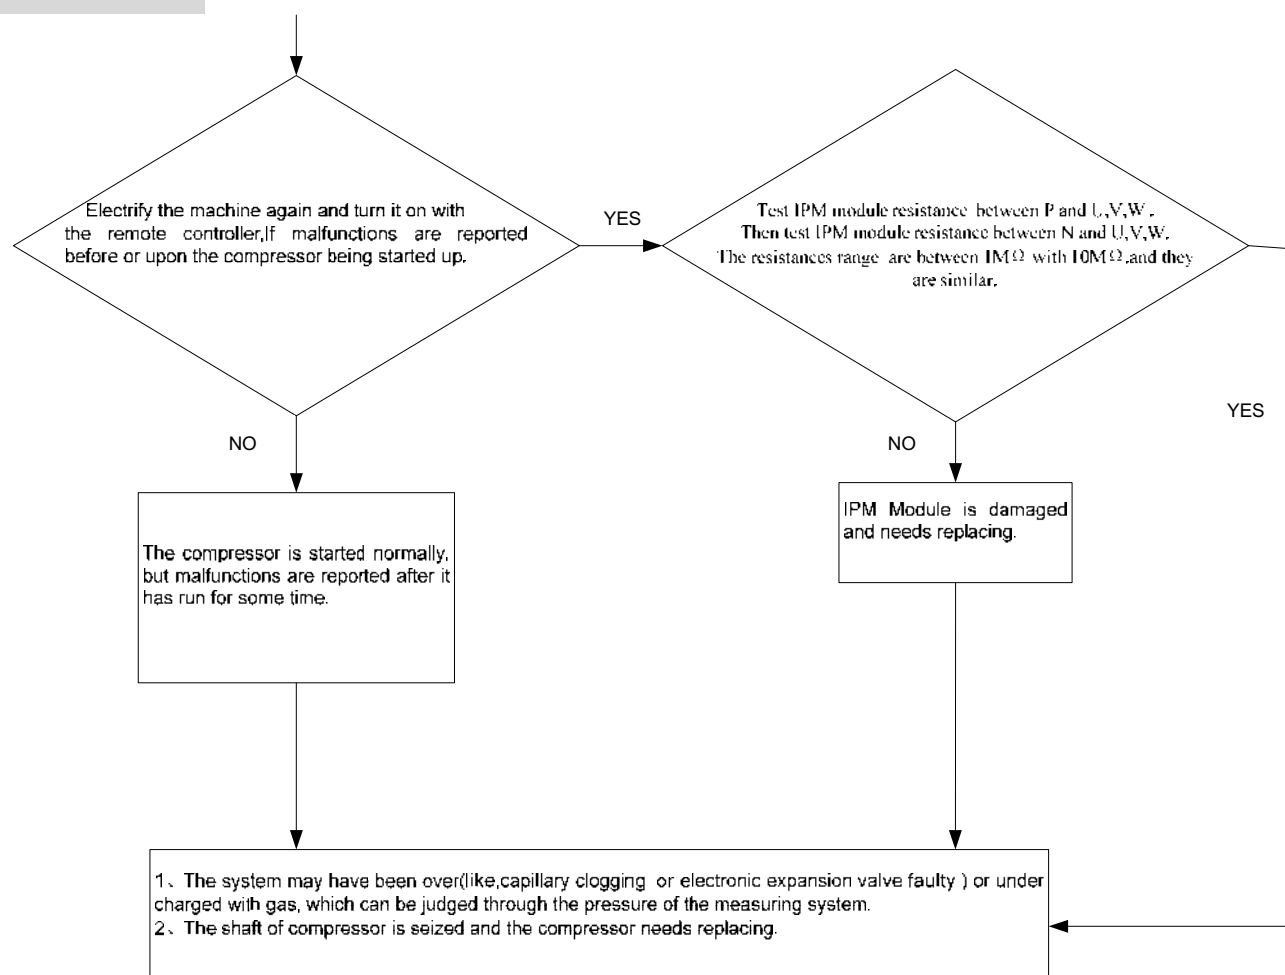 Electrify the machine again and turn it on with
the remote controller,If malfunctions are reported
before or upon the compressor being started up.
YES
Test IPM module resistance between P and U,V,W.
Then test IPM module resistance between N and U,V,W.
The resistances range are between 1MΩ with 10MΩ,and they
are similar.
YES
NO
NO
IPM Module is damaged
and needs replacing.
The compressor is started normally,
but malfunctions are reported after it
has run for some time.
1、The system may have been over(like,capillary clogging or electronic expansion valve faulty ) or under
charged with gas, which can be judged through the pressure of the measuring system.
2、The shaft of compressor is seized and the compressor needs replacing.